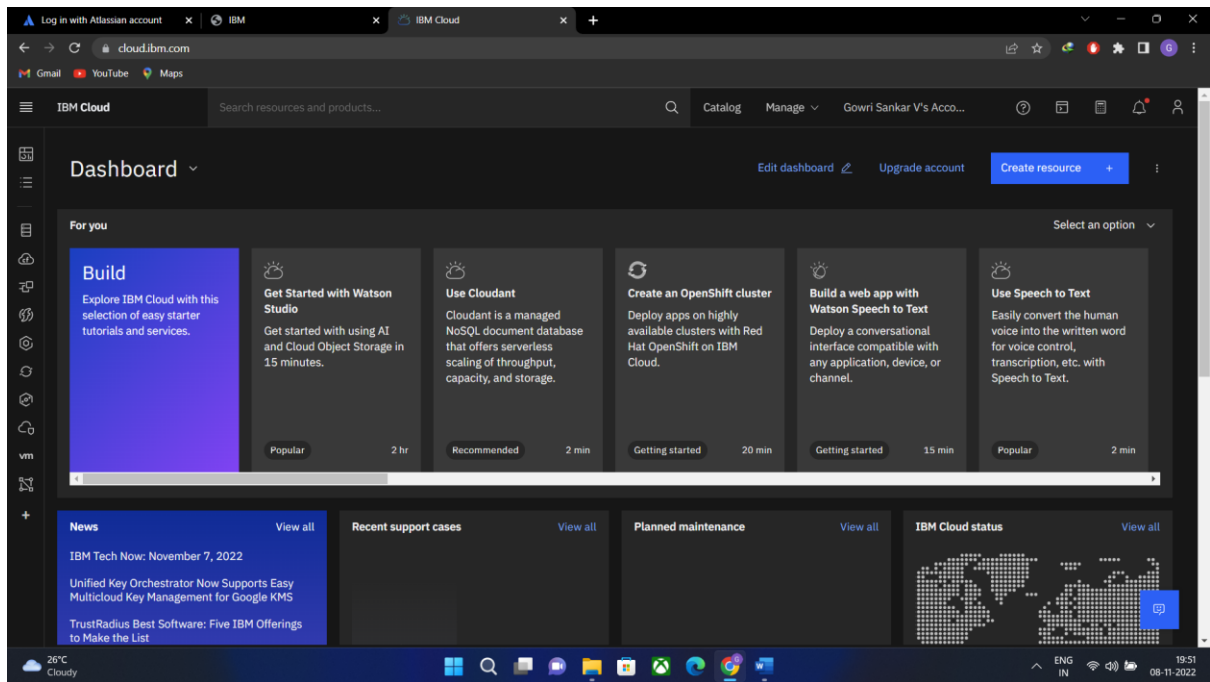 Log in with Atlassian account
IBM
IBM Cloud
cloud.ibm.com
G
Gmail
YouTube
Maps
IBM Cloud
Search resources and products...
Catalog
Manage
Gowri Sankar V's Acco...
Dashboard
Edit dashboard
Upgrade account
Create resource +
For you
Select an option
Build
Explore IBM Cloud with this
selection of easy starter
tutorials and services.
Get Started with Watson
Studio
Get started with using AI
and Cloud Object Storage in
15 minutes.
Popular
2 hr
Use Cloudant
Cloudant is a managed
NoSQL document database
that offers serverless
scaling of throughput,
capacity, and storage.
Recommended
2 min
Create an OpenShift cluster
Deploy apps on highly
available clusters with Red
Hat OpenShift on IBM
Cloud.
Getting started
20 min
Build a web app with
Watson Speech to Text
Deploy a conversational
interface compatible with
any application, device, or
channel.
Getting started
15 min
Use Speech to Text
Easily convert the human
voice into the written word
for voice control,
transcription, etc. with
Speech to Text.
Popular
2 min
vm
News
View all
IBM Tech Now: November 7, 2022
Unified Key Orchestrator Now Supports Easy
Multicloud Key Management for Google KMS
TrustRadius Best Software: Five IBM Offerings
to Make the List
Recent support cases
View all
Planned maintenance
View all
IBM Cloud status
View all
26°C
Cloudy
ENG
IN
19:51
08-11-2022